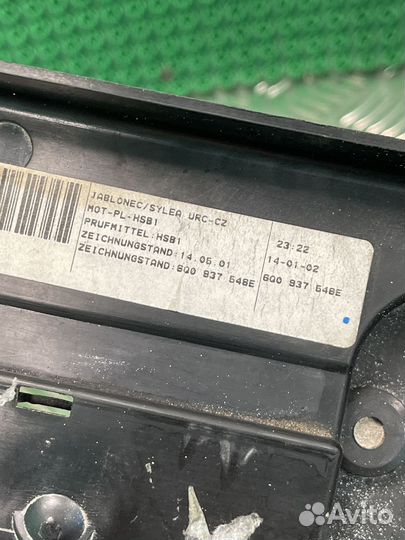 JABLONEC/SYLEA URC-CZ
MOT-PL-HSB1
PRUFMITTEL:HSB1
ZEICHNUNGSTAND:14.05.01
ZEICHNUNGSTAND:6Q0 937 548E
23:22
14-01-02
6Q0 937 548E
Avito